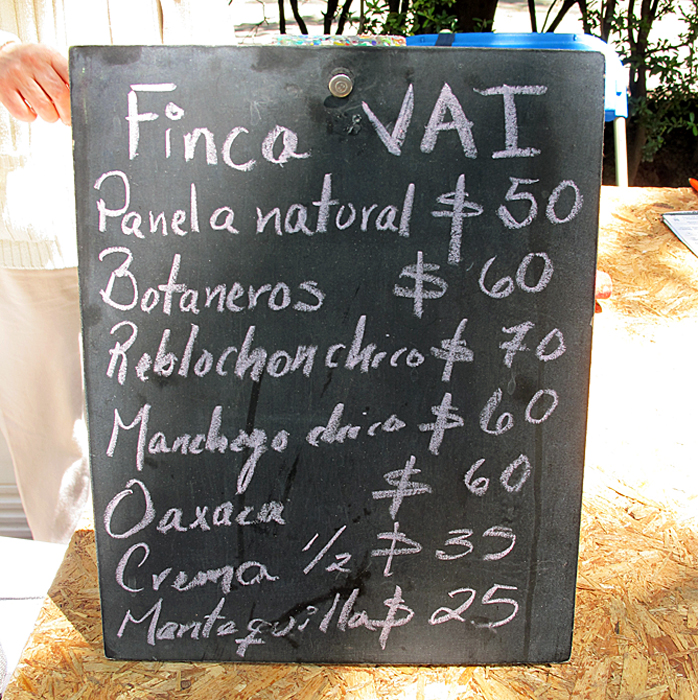 Finca VAI
Panela natural $ 50
Botaneros $ 60
Reblochon chico $ 70
Manchego chico $ 60
Oaxaca $ 60
Crema 1/2 $ 35
Mantequilla $ 25